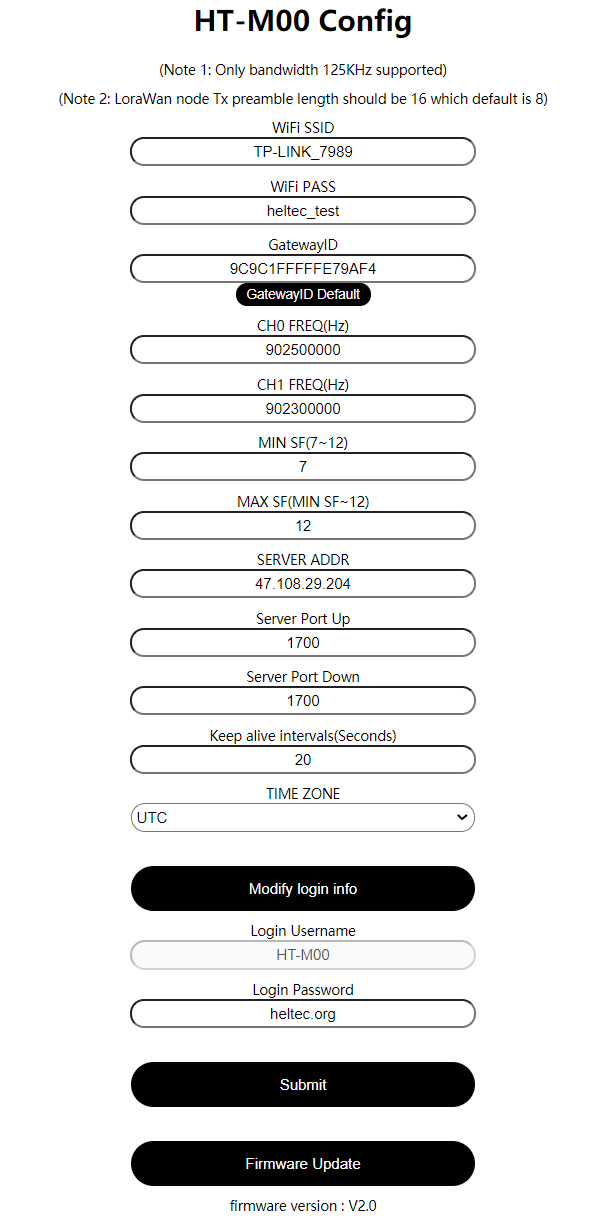 HT-M00 Config
(Note 1: Only bandwidth 125KHz supported)
(Note 2: LoraWan node Tx preamble length should be 16 which default is 8)
WiFi SSID
TP-LINK_7989
WiFi PASS
heltec_test
GatewayID
9C9C1FFFFFE79AF4
GatewayID Default
CH0 FREQ(Hz)
902500000
CH1 FREQ(Hz)
902300000
MIN SF(7~12)
7
MAX SF(MIN SF~12)
12
SERVER ADDR
47.108.29.204
Server Port Up
1700
Server Port Down
1700
Keep alive intervals(Seconds)
20
TIME ZONE
UTC
Modify login info
Login Username
HT-M00
Login Password
heltec.org
Submit
Firmware Update
firmware version : V2.0